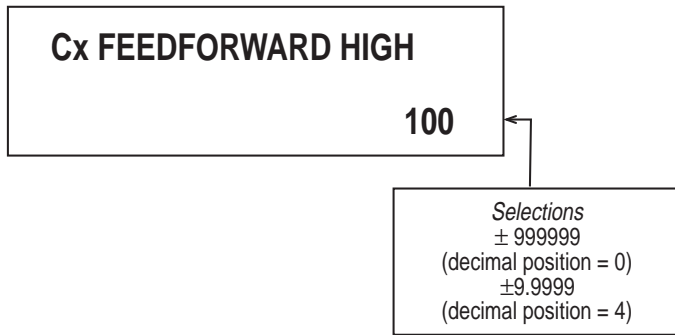 Cx FEEDFORWARD HIGH
100
Selections
± 999999
(decimal position = 0)
±9.9999
(decimal position = 4)